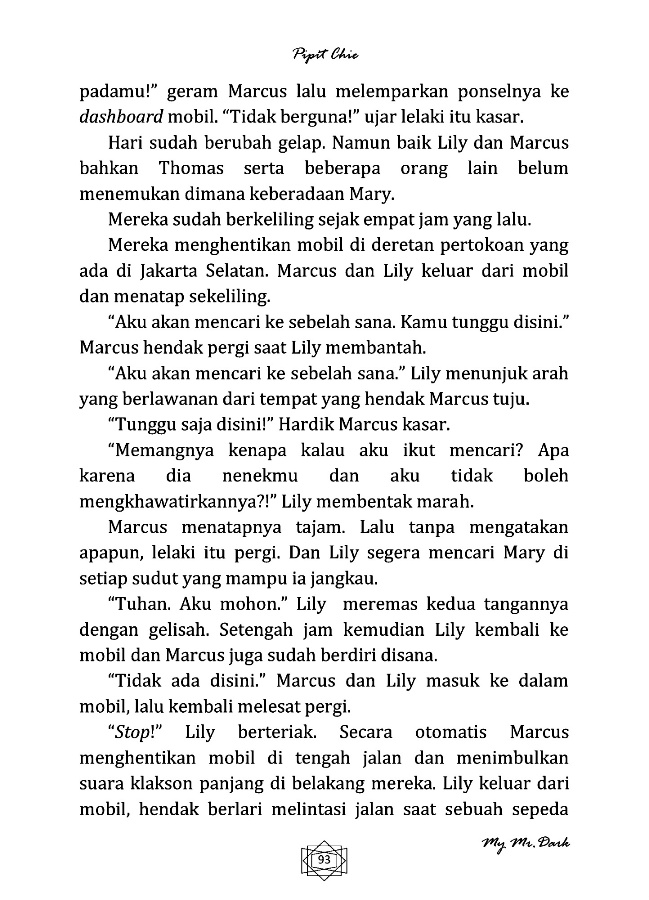 Pipit Chie
padamu!” geram Marcus lalu melemparkan ponselnya ke
dashboard mobil. “Tidak berguna!” ujar lelaki itu kasar.
Hari sudah berubah gelap. Namun baik Lily dan Marcus
bahkan Thomas serta beberapa orang lain belum
menemukan dimana keberadaan Mary.
Mereka sudah berkeliling sejak empat jam yang lalu.
Mereka menghentikan mobil di deretan pertokoan yang
ada di Jakarta Selatan. Marcus dan Lily keluar dari mobil
dan menatap sekeliling.
“Aku akan mencari ke sebelah sana. Kamu tunggu disini.”
Marcus hendak pergi saat Lily membantah.
“Aku akan mencari ke sebelah sana.” Lily menunjuk arah
yang berlawanan dari tempat yang hendak Marcus tuju.
“Tunggu saja disini!” Hardik Marcus kasar.
“Memangnya kenapa kalau aku ikut mencari? Apa
karena dia nenekmu dan aku tidak boleh
mengkhawatirkannya?!” Lily membentak marah.
Marcus menatapnya tajam. Lalu tanpa mengatakan
apapun, lelaki itu pergi. Dan Lily segera mencari Mary di
setiap sudut yang mampu ia jangkau.
“Tuhan. Aku mohon.” Lily meremas kedua tangannya
dengan gelisah. Setengah jam kemudian Lily kembali ke
mobil dan Marcus juga sudah berdiri disana.
“Tidak ada disini.” Marcus dan Lily masuk ke dalam
mobil, lalu kembali melesat pergi.
“Stop!” Lily berteriak. Secara otomatis Marcus
menghentikan mobil di tengah jalan dan menimbulkan
suara klakson panjang di belakang mereka. Lily keluar dari
mobil, hendak berlari melintasi jalan saat sebuah sepeda
My Mr. Dark
93